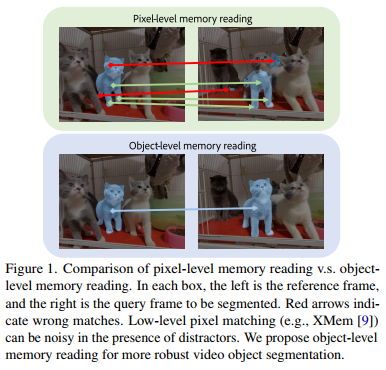 Pixel-level memory reading
Object-level memory reading
Figure 1. Comparison of pixel-level memory reading v.s. object-
level memory reading. In each box, the left is the reference frame,
and the right is the query frame to be segmented. Red arrows indi-
cate wrong matches. Low-level pixel matching (e.g., XMem [9])
can be noisy in the presence of distractors. We propose object-level
memory reading for more robust video object segmentation.